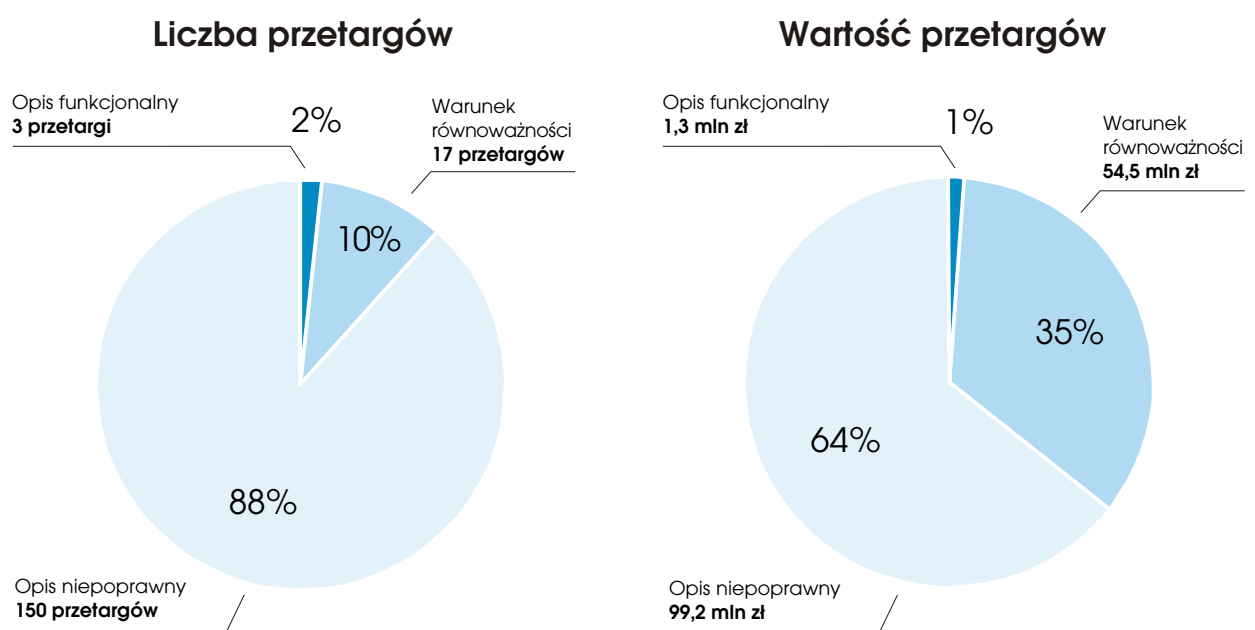 Liczba przetargów
Opis funkcjonalny
3 przetargi
2%
Warunek
równoważności
17 przetargów
10%
88%
Opis niepoprawny
150 przetargów
Wartość przetargów
Opis funkcjonalny
1,3 mln zł
1%
Warunek
równoważności
54,5 mln zł
35%
64%
Opis niepoprawny
99,2 mln zł